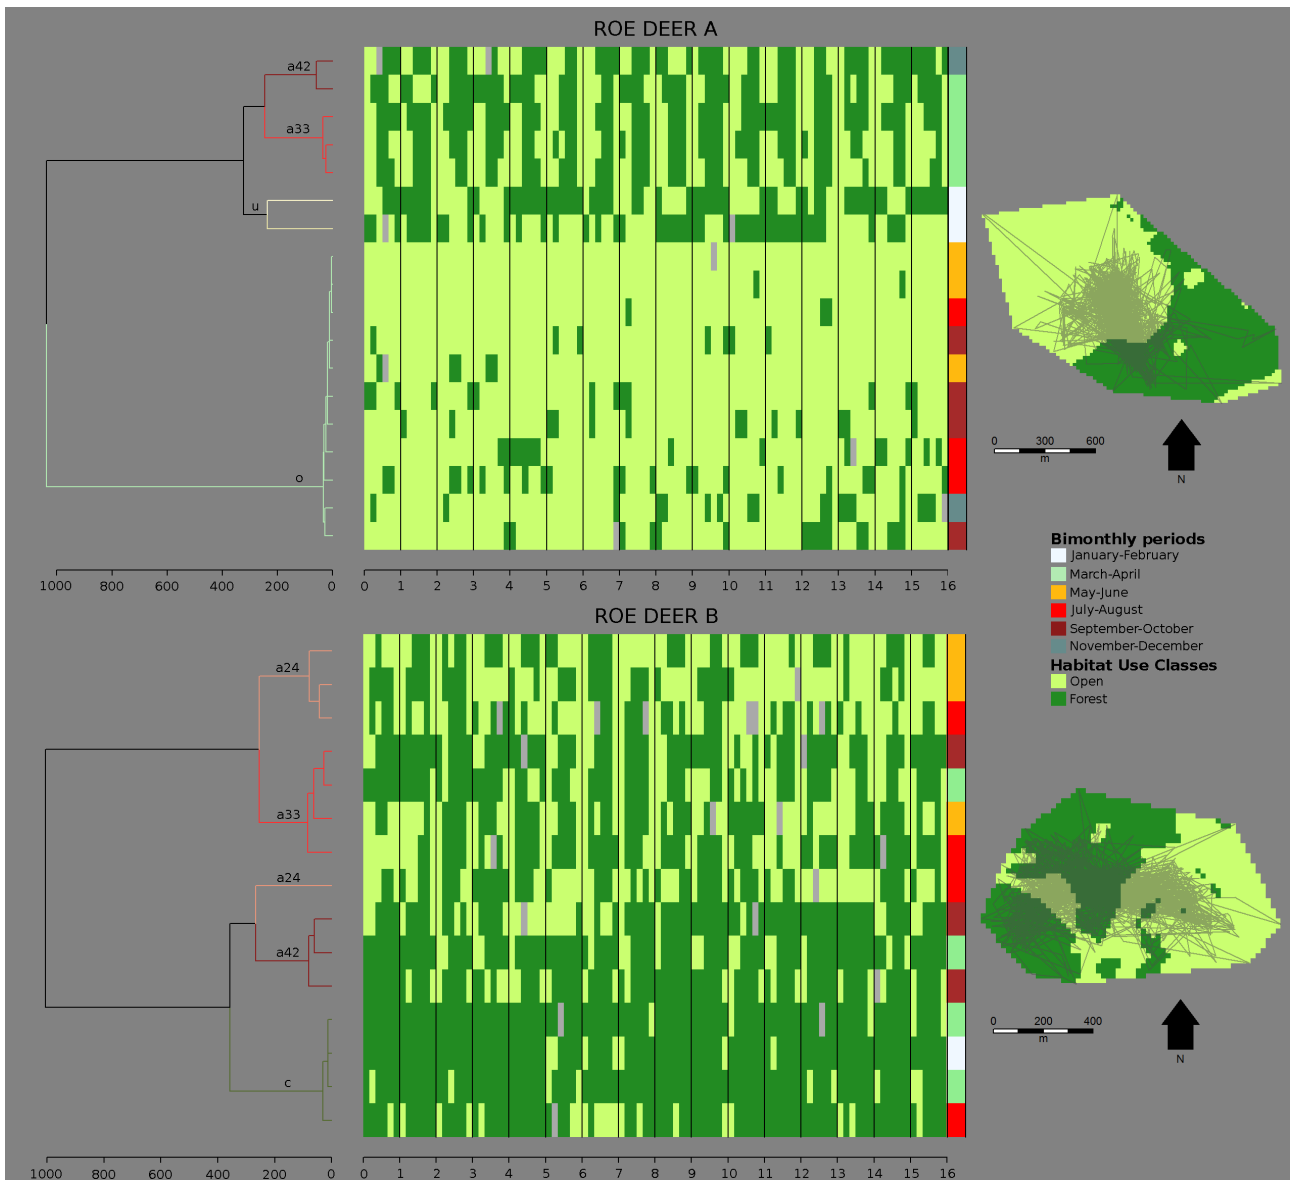 ROE DEER A
a42
a33
u
o
1000 800 600 400 200 0
0 1 2 3 4 5 6 7 8 9 10 11 12 13 14 15 16
0 300 600
m
N
Bimonthly periods
January-February
March-April
May-June
July-August
September-October
November-December
Habitat Use Classes
Open
Forest
ROE DEER B
a24
a33
a24
a42
c
1000 800 600 400 200 0
0 1 2 3 4 5 6 7 8 9 10 11 12 13 14 15 16
0 200 400
m
N